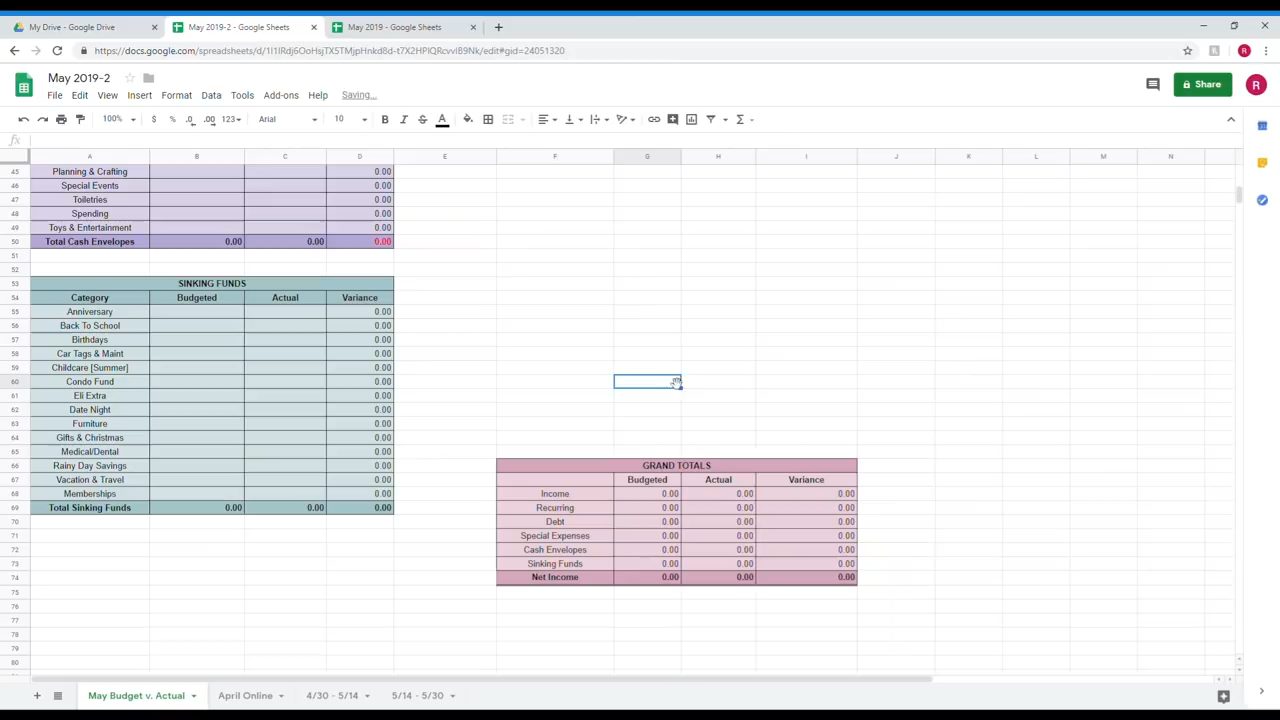 My Drive - Google Drive
May 2019-2 - Google Sheets
May 2019 - Google Sheets
https://docs.google.com/spreadsheets/d/1I1IRdj6OoHsjTX5TMjpHnkd8d-t7X2HPIQRcvvlB9Nk/edit#gid=24051320
R
May 2019-2
Share
R
File Edit View Insert Format Data Tools Add-ons Help Saving...
100% $ % .0 .00 123 Arial 10 B I S A
fx
A B C D E F G H I J K L M N
45 Planning & Crafting 0.00
46 Special Events 0.00
47 Toiletries 0.00
48 Spending 0.00
49 Toys & Entertainment 0.00
50 Total Cash Envelopes 0.00 0.00 0.00
51
52
53 SINKING FUNDS
54 Category Budgeted Actual Variance
55 Anniversary 0.00
56 Back To School 0.00
57 Birthdays 0.00
58 Car Tags & Maint 0.00
59 Childcare [Summer] 0.00
60 Condo Fund 0.00
61 Eli Extra 0.00
62 Date Night 0.00
63 Furniture 0.00
64 Gifts & Christmas 0.00
65 Medical/Dental 0.00
66 Rainy Day Savings 0.00 GRAND TOTALS
67 Vacation & Travel 0.00 Budgeted Actual Variance
68 Memberships 0.00 Income 0.00 0.00 0.00
69 Total Sinking Funds 0.00 0.00 0.00 Recurring 0.00 0.00 0.00
70 Debt 0.00 0.00 0.00
71 Special Expenses 0.00 0.00 0.00
72 Cash Envelopes 0.00 0.00 0.00
73 Sinking Funds 0.00 0.00 0.00
74 Net Income 0.00 0.00 0.00
75
76
77
78
79
80
May Budget v. Actual April Online 4/30 - 5/14 5/14 - 5/30